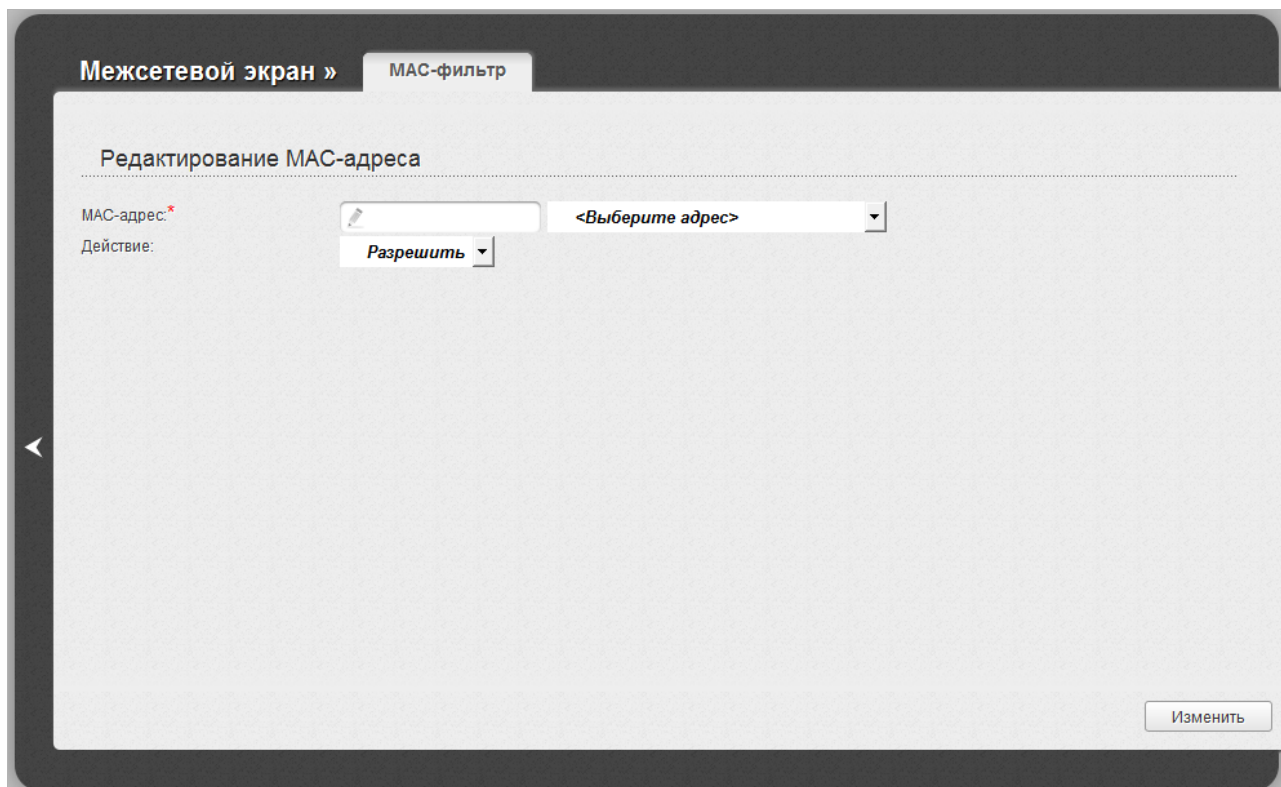 Межсетевой экран »
MAC-фильтр
Редактирование MAC-адреса
MAC-адрес:* <Выберите адрес>
Действие: Разрешить
Изменить